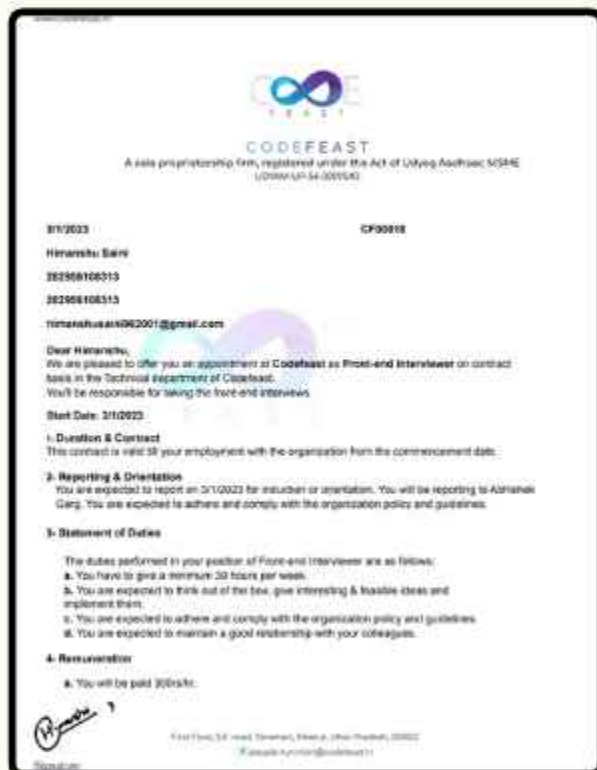 CODE
FEAST
CODEFEAST
A sole proprietorship firm, registered under the Act of Udyog Aadhaar, MSME
3/1/2023 CF00018
Himanshu Saini
202956108313
202956108313
Dear Himanshu,
We are pleased to offer you an appointment at Codefeast as Front-end Interviewer on contract
basis in the Technical department of Codefeast.
You'll be responsible for taking the front-end interviews.
Start Date: 3/1/2023
1- Duration & Contract
This contract is valid till your employment with the organization from the commencement date.
2- Reporting & Orientation
You are expected to report on 3/1/2023 for induction or orientation. You will be reporting to Abhishek
Garg. You are expected to adhere and comply with the organization policy and guidelines.
3- Statement of Duties
The duties performed in your position of Front-end Interviewer are as follows:
a. You have to give a minimum hours per week.
b. You are expected to think out of the box, give interesting & feasible ideas and
implement them.
c. You are expected to adhere and comply with the organization policy and guidelines.
d. You are expected to maintain a good relationship with your colleagues.
4- Remuneration
a. You will be paid 300rs/hr.
Himanshu
Signature